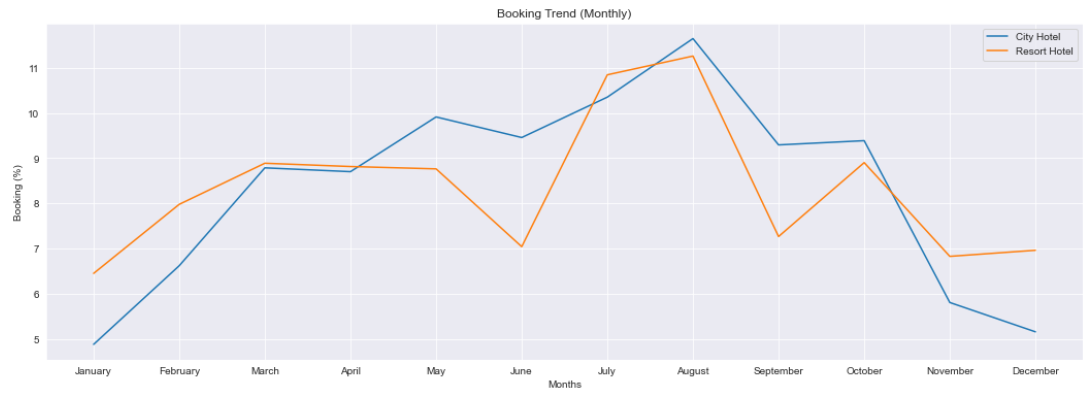 Booking Trend (Monthly)
City Hotel
Resort Hotel
Booking (%)
11
10
9
8
7
6
5
January February March April May June July August September October November December
Months